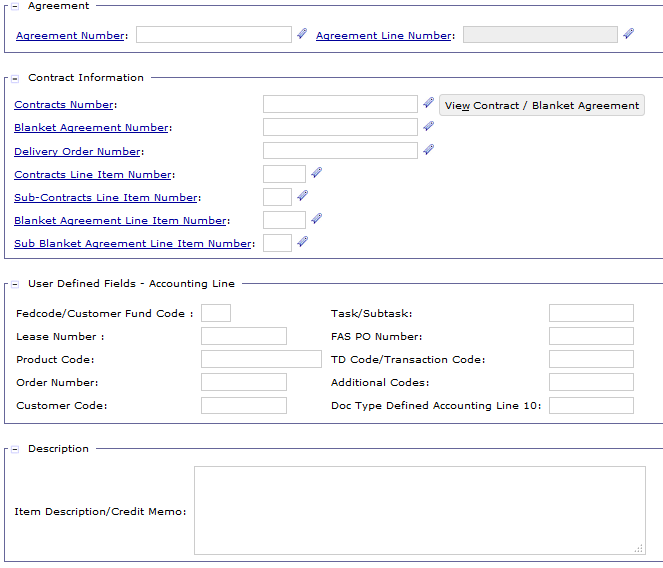 Agreement
Agreement Number: Agreement Line Number:
Contract Information
Contracts Number: View Contract / Blanket Agreement
Blanket Agreement Number:
Delivery Order Number:
Contracts Line Item Number:
Sub-Contracts Line Item Number:
Blanket Agreement Line Item Number:
Sub Blanket Agreement Line Item Number:
User Defined Fields - Accounting Line
Fedcode/Customer Fund Code : Task/Subtask:
Lease Number : FAS PO Number:
Product Code: TD Code/Transaction Code:
Order Number: Additional Codes:
Customer Code: Doc Type Defined Accounting Line 10:
Description
Item Description/Credit Memo: